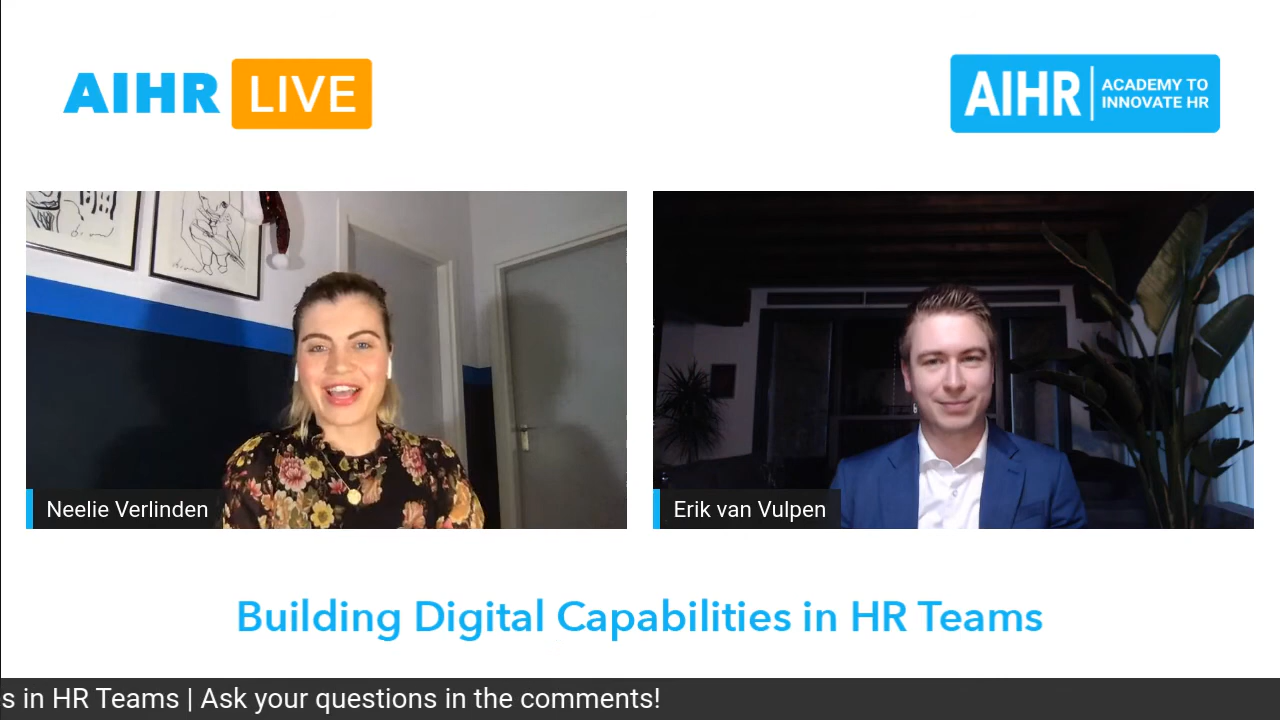 AIHR LIVE
AIHR
ACADEMY TO
INNOVATE HR
Neelie Verlinden
Erik van Vulpen
Building Digital Capabilities in HR Teams
s in HR Teams | Ask your questions in the comments!